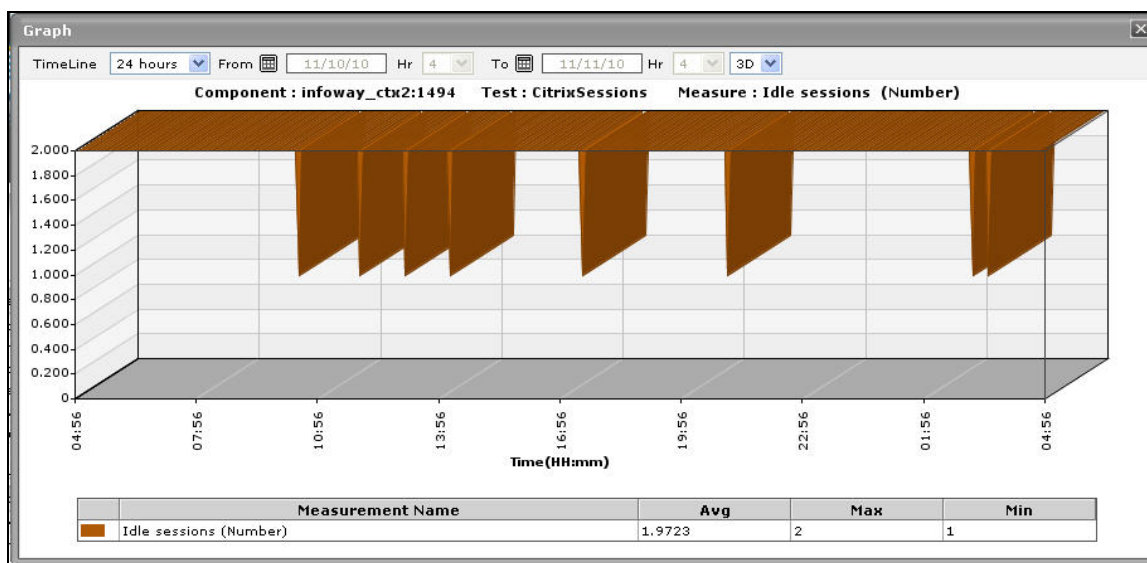 Graph
TimeLine 24 hours From 11/10/10 Hr 4 To 11/11/10 Hr 4 3D
Component : infoway_ctx2:1494 Test : CitrixSessions Measure : Idle sessions (Number)
2.000
1.800
1.600
1.400
1.200
1.000
0.800
0.600
0.400
0.200
0
04:56 07:56 10:56 13:56 16:56 19:56 22:56 01:56 04:56
Time(HH:mm)
Measurement Name Avg Max Min
Idle sessions (Number) 1.9723 2 1